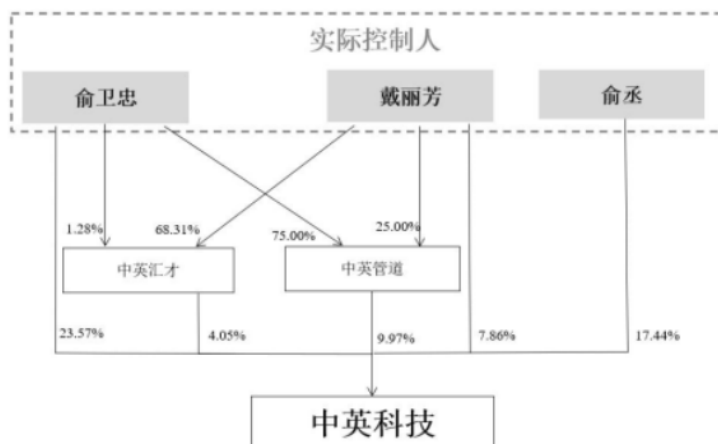 实际控制人
俞卫忠 戴丽芳 俞丞
1.28% 68.31% 75.00% 25.00%
中英汇才 中英管道
23.57% 4.05% 9.97% 7.86% 17.44%
中英科技